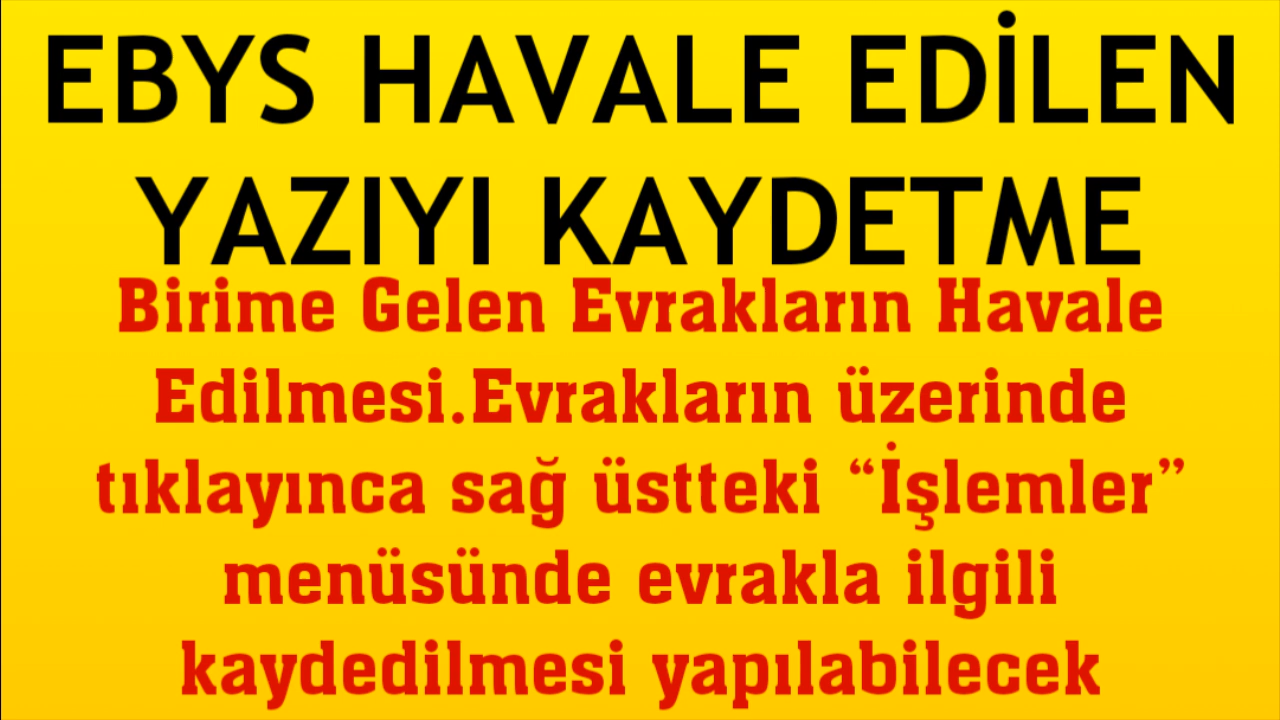 EBYS HAVALE EDİLEN
YAZIYI KAYDETME
Birime Gelen Evrakların Havale
Edilmesi.Evrakların üzerinde
tıklayınca sağ üstteki “İşlemler”
menüsünde evrakla ilgili
kaydedilmesi yapılabilecek